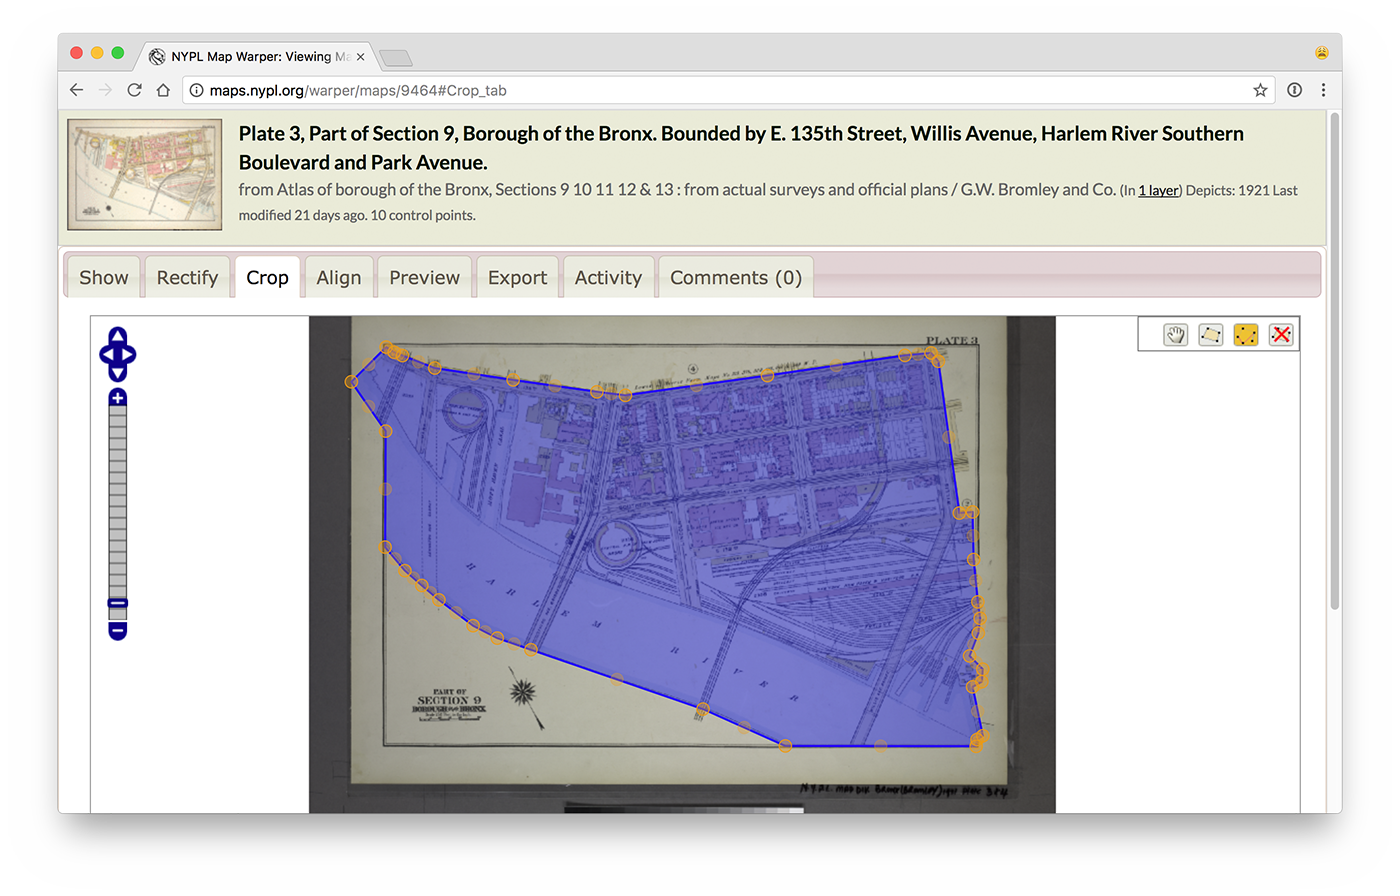 NYPL Map Warper: Viewing Ma
maps.nypl.org/warper/maps/9464#Crop_tab
Plate 3, Part of Section 9, Borough of the Bronx. Bounded by E. 135th Street, Willis Avenue, Harlem River Southern
Boulevard and Park Avenue.
from Atlas of borough of the Bronx, Sections 9 10 11 12 & 13 : from actual surveys and official plans / G.W. Bromley and Co. (In 1 layer) Depicts: 1921 Last
modified 21 days ago. 10 control points.
Show Rectify Crop Align Preview Export Activity Comments (0)
PLATE 3
4
HARLEM RIVER
PART OF
SECTION 9
BOROUGH OF THE BRONX